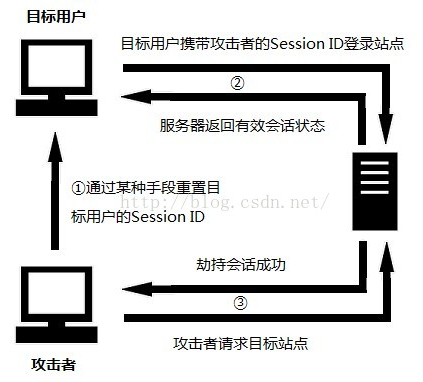 目标用户
目标用户携带攻击者的Session ID登录站点
②
服务器返回有效会话状态
①通过某种手段重置目
标用户的Session ID
http://blog.csdn.net/
劫持会话成功
③
攻击者请求目标站点
攻击者